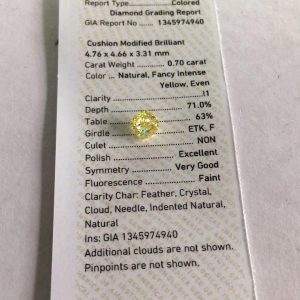 Report Type ............ Colored
Diamond Grading Report
GIA Report No ..... 1345974940
Cushion Modified Brilliant
4.76 x 4.66 x 3.31 mm
Carat Weight ........ 0.70 carat
Color ... Natural, Fancy Intense
Yellow, Even
Clarity ........ I1
Depth ........ 71.0%
Table ........ 63%
Girdle ........ ETK, F
Culet ........ NON
Polish ........ Excellent
Symmetry ........ Very Good
Fluorescence ........ Faint
Clarity Char: Feather, Crystal,
Cloud, Needle, Indented Natural,
Natural
Ins: GIA 1345974940
Additional clouds are not shown.
Pinpoints are not shown.